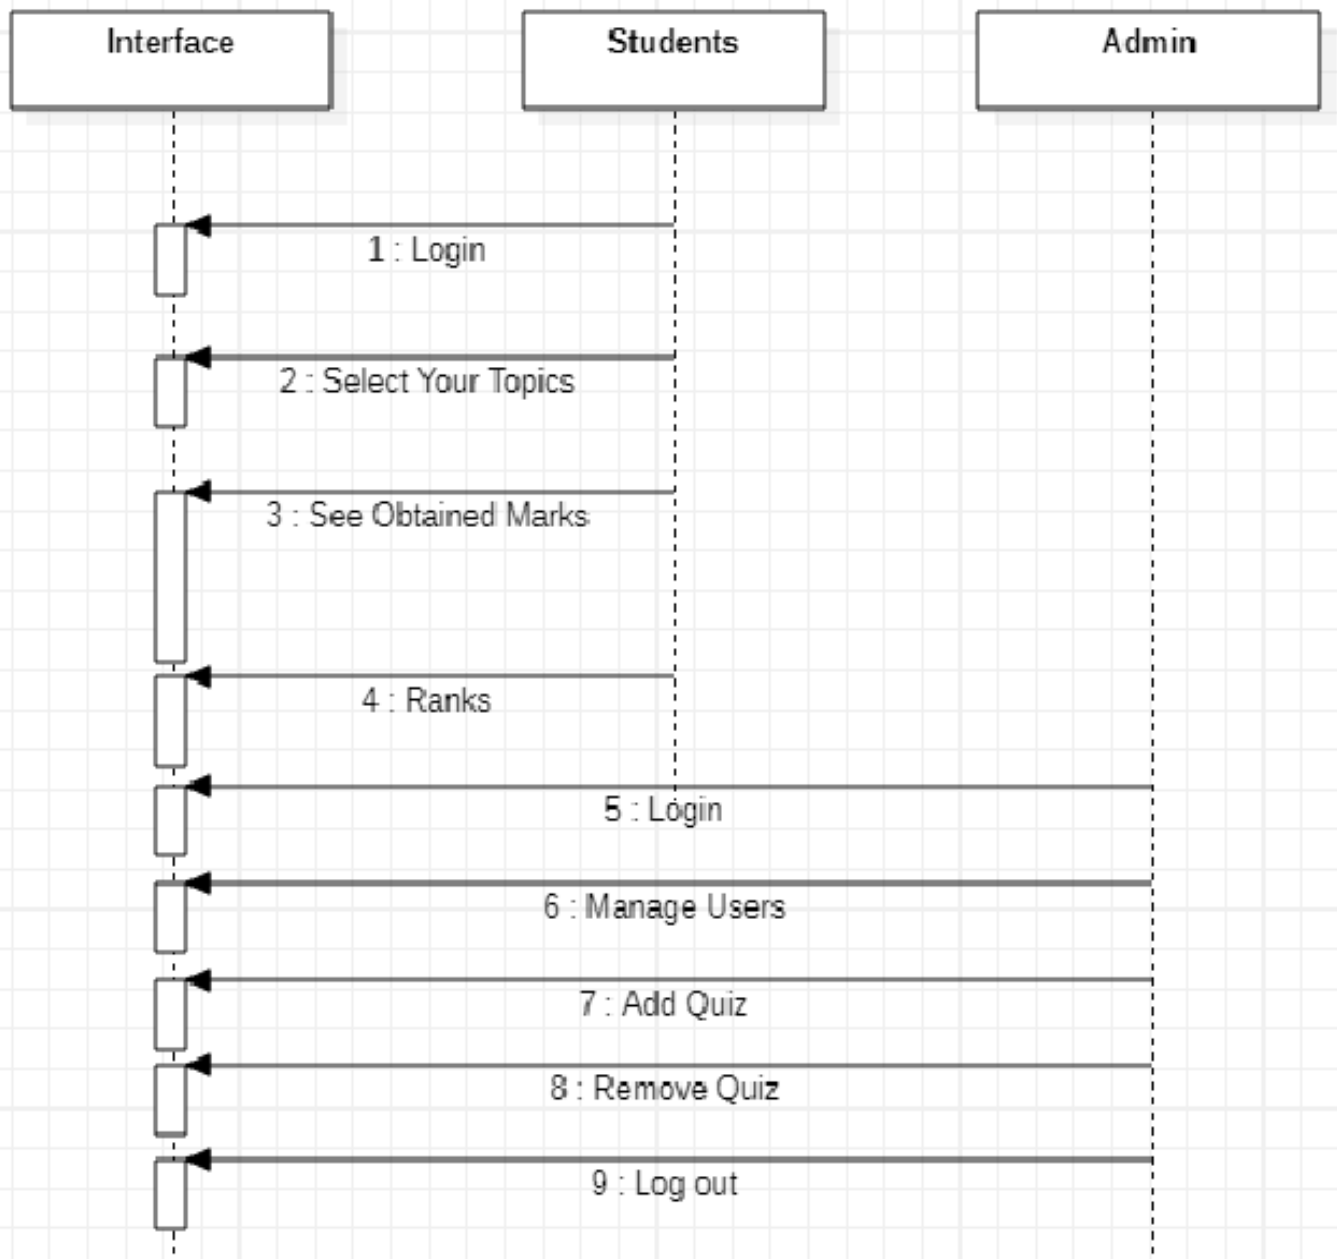 Interface
Students
Admin
1 : Login
2 : Select Your Topics
3 : See Obtained Marks
4 : Ranks
5 : Login
6 : Manage Users
7 : Add Quiz
8 : Remove Quiz
9 : Log out